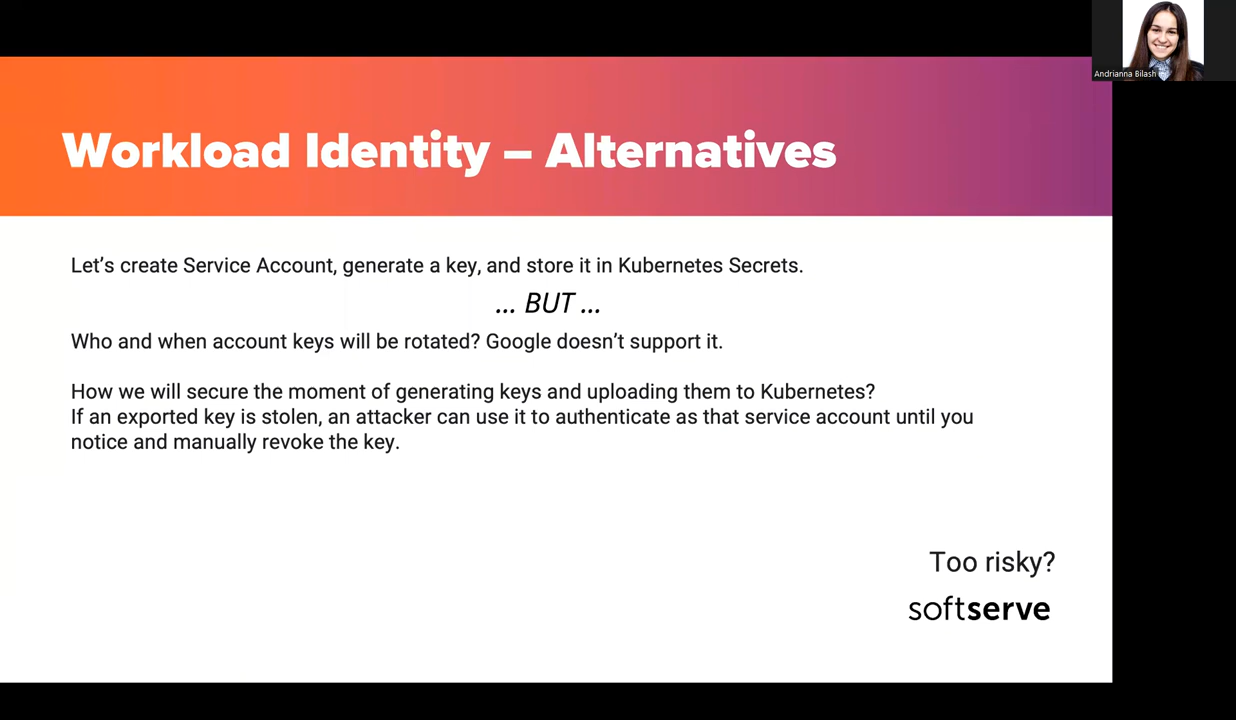 Andrianna Bilash
Workload Identity – Alternatives
Let’s create Service Account, generate a key, and store it in Kubernetes Secrets.
... BUT ...
Who and when account keys will be rotated? Google doesn’t support it.
How we will secure the moment of generating keys and uploading them to Kubernetes?
If an exported key is stolen, an attacker can use it to authenticate as that service account until you
notice and manually revoke the key.
Too risky?
softserve